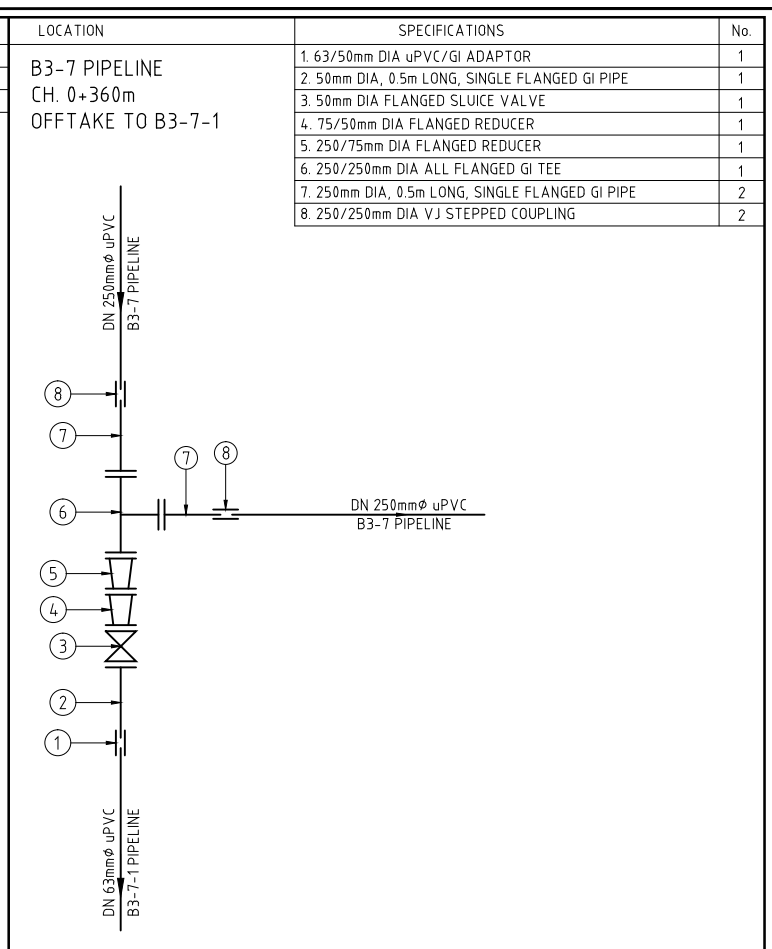 LOCATION SPECIFICATIONS No.
B3-7 PIPELINE
CH. 0+360m
OFFTAKE TO B3-7-1
1. 63/50mm DIA uPVC/GI ADAPTOR 1
2. 50mm DIA, 0.5m LONG, SINGLE FLANGED GI PIPE 1
3. 50mm DIA FLANGED SLUICE VALVE 1
4. 75/50mm DIA FLANGED REDUCER 1
5. 250/75mm DIA FLANGED REDUCER 1
6. 250/250mm DIA ALL FLANGED GI TEE 1
7. 250mm DIA, 0.5m LONG, SINGLE FLANGED GI PIPE 2
8. 250/250mm DIA VJ STEPPED COUPLING 2
DN 250mmø uPVC
B3-7 PIPELINE
8
7
7
8
6
DN 250mmø uPVC
B3-7 PIPELINE
5
4
3
2
1
DN 63mmø uPVC
B3-7-1 PIPELINE